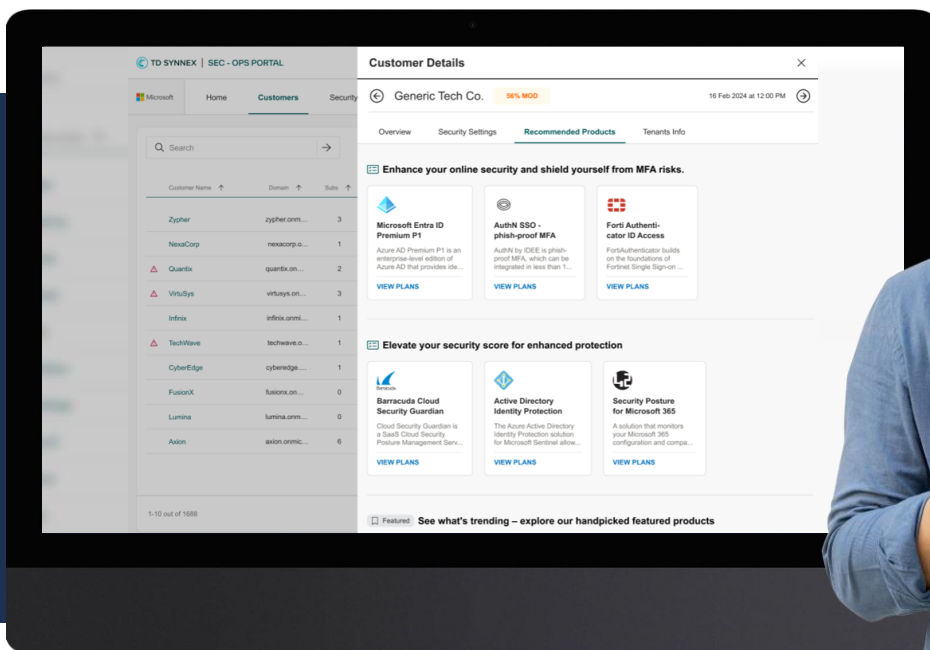 TD SYNNEX | SEC - OPS PORTAL
Microsoft
Home
Customers
Security
Search
Customer Name
Domain
Subs
Zypher zypher.onm... 3
NexaCorp nexacorp.o... 1
Quantix quantix.on... 2
VirtuSys virtusys.on... 3
Infinix infinix.onmi... 1
TechWave techwave.o... 1
CyberEdge cyberedge.... 1
FusionX fusionx.on... 0
Lumina lumina.onm... 0
Axion axion.onmic... 6
1-10 out of 1688
Customer Details
Generic Tech Co.
56% MOD
16 Feb 2024 at 12:00 PM
Overview
Security Settings
Recommended Products
Tenants Info
Enhance your online security and shield yourself from MFA risks.
Microsoft Entra ID
Premium P1
Azure AD Premium P1 is an
enterprise-level edition of
Azure AD that provides ide...
VIEW PLANS
AuthN SSO -
phish-proof MFA
AuthN by IDEE is phish-
proof MFA, which can be
integrated in less than 1...
VIEW PLANS
Forti Authenti-
cator ID Access
FortiAuthenticator builds
on the foundations of
Fortinet Single Sign-on ...
VIEW PLANS
Elevate your security score for enhanced protection
Barracuda
Barracuda Cloud
Security Guardian
Cloud Security Guardian is
a SaaS Cloud Security
Posture Management Serv...
VIEW PLANS
Active Directory
Identity Protection
The Azure Active Directory
Identity Protection solution
for Microsoft Sentinel allow...
VIEW PLANS
Security Posture
for Microsoft 365
A solution that monitors
your Microsoft 365
configuration and compa...
VIEW PLANS
Featured
See what's trending – explore our handpicked featured products